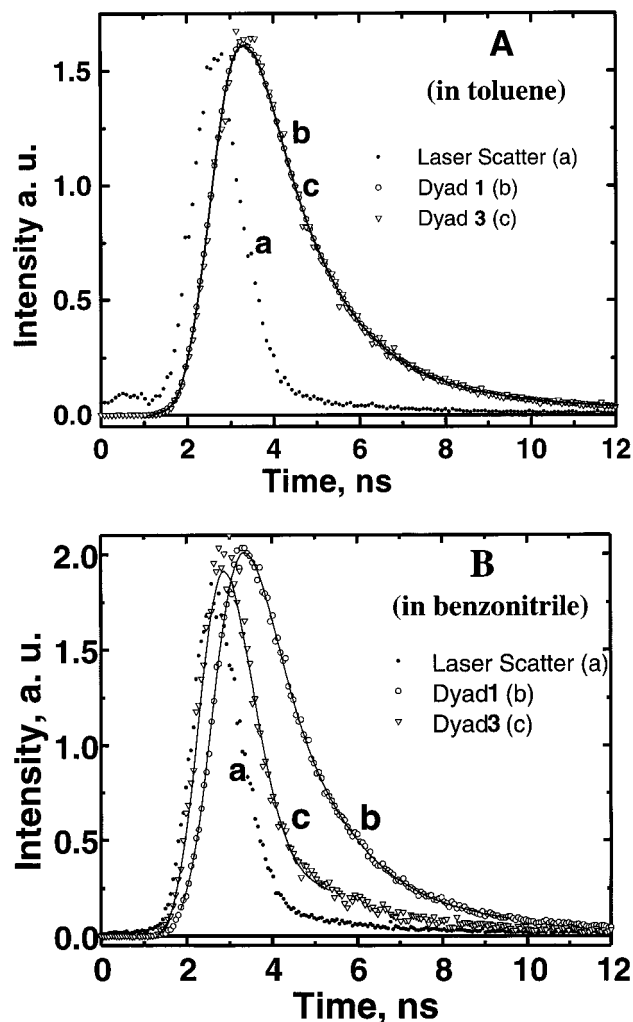 A
(in toluene)
Laser Scatter (a)
Dyad 1 (b)
Dyad 3 (c)
a
b
c
Intensity a. u.
1.5
1.0
0.5
0.0
0 2 4 6 8 10 12
Time, ns
B
(in benzonitrile)
Laser Scatter (a)
Dyad1 (b)
Dyad3 (c)
a
c
b
Intensity, a. u.
2.0
1.5
1.0
0.5
0.0
0 2 4 6 8 10 12
Time, ns